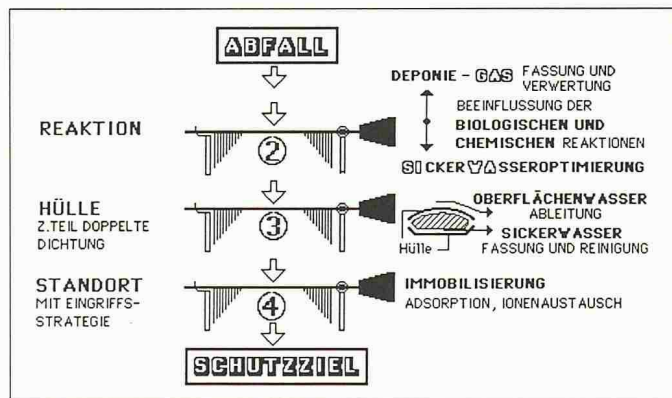 ABFALL
DEPONIE - GAS FASSUNG UND
VERWERTUNG
BEEINFLUSSUNG DER
REAKTION
BIOLOGISCHEN UND
CHEMISCHEN REAKTIONEN
2
SICKERWASSEROPTIMIERUNG
HÜLLE
Z.TEIL DOPPELTE
DICHTUNG
3
OBERFLÄCHENWASSER
ABLEITUNG
SICKERWASSER
Hülle
FASSUNG UND REINIGUNG
STANDORT
MIT EINGRIFFS-
STRATEGIE
4
IMMOBILISIERUNG
ADSORPTION, IONENAUSTAUSCH
SCHUTZZIEL